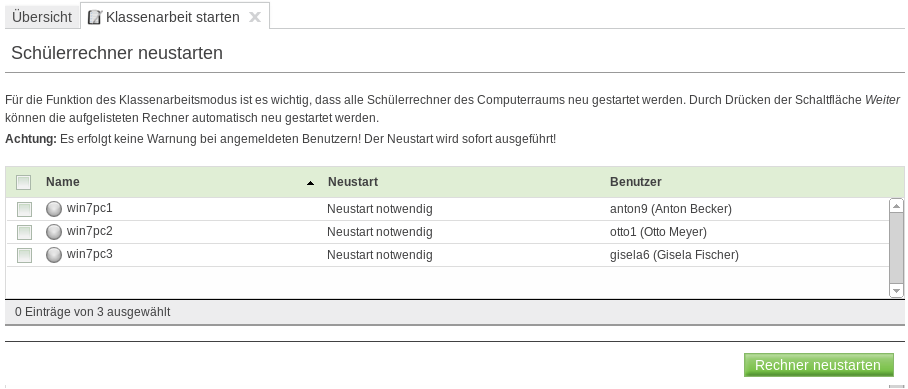 Übersicht Klassenarbeit starten
Schülerrechner neustarten
Für die Funktion des Klassenarbeitsmodus ist es wichtig, dass alle Schülerrechner des Computerraums neu gestartet werden. Durch Drücken der Schaltfläche Weiter
können die aufgelisteten Rechner automatisch neu gestartet werden.
Achtung: Es erfolgt keine Warnung bei angemeldeten Benutzern! Der Neustart wird sofort ausgeführt!
Name Neustart Benutzer
win7pc1 Neustart notwendig anton9 (Anton Becker)
win7pc2 Neustart notwendig otto1 (Otto Meyer)
win7pc3 Neustart notwendig gisela6 (Gisela Fischer)
0 Einträge von 3 ausgewählt
Rechner neustarten